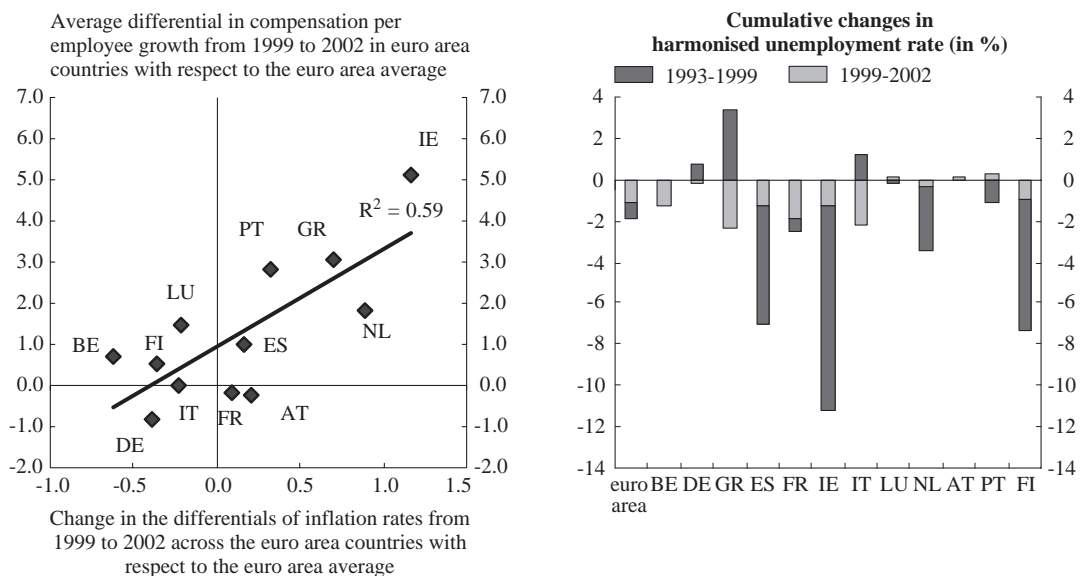 Average differential in compensation per
employee growth from 1999 to 2002 in euro area
countries with respect to the euro area average
7.0
6.0
5.0
4.0
3.0
2.0
1.0
0.0
-1.0
-2.0
7.0
6.0
5.0
4.0
3.0
2.0
1.0
0.0
-1.0
-2.0
IE
R² = 0.59
PT
GR
LU
NL
BE
FI
ES
IT
FR
AT
DE
-1.0 -0.5 0.0 0.5 1.0 1.5
Change in the differentials of inflation rates from
1999 to 2002 across the euro area countries with
respect to the euro area average
Cumulative changes in
harmonised unemployment rate (in %)
1993-1999 1999-2002
4
2
0
-2
-4
-6
-8
-10
-12
-14
4
2
0
-2
-4
-6
-8
-10
-12
-14
euro BE DE GR ES FR IE IT LU NL AT PT FI
area